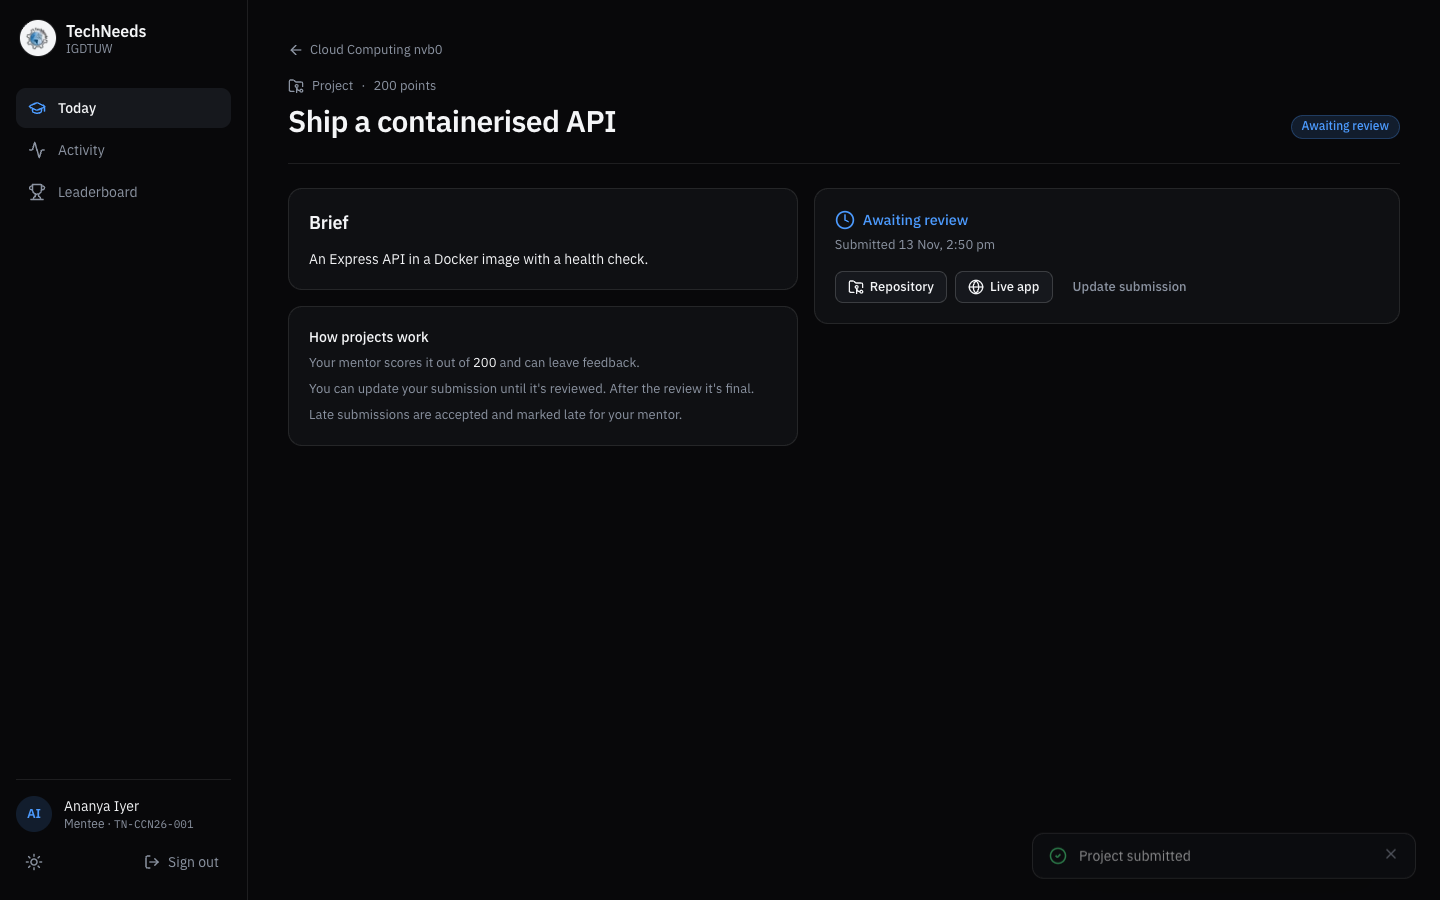 TechNeeds
IGDTUW
Today
Activity
Leaderboard
Cloud Computing nvb0
Project · 200 points
Ship a containerised API
Awaiting review
Brief
An Express API in a Docker image with a health check.
How projects work
Your mentor scores it out of 200 and can leave feedback.
You can update your submission until it's reviewed. After the review it's final.
Late submissions are accepted and marked late for your mentor.
Awaiting review
Submitted 13 Nov, 2:50 pm
Repository Live app Update submission
AI
Ananya Iyer
Mentee · TN-CCN26-001
Sign out
Project submitted